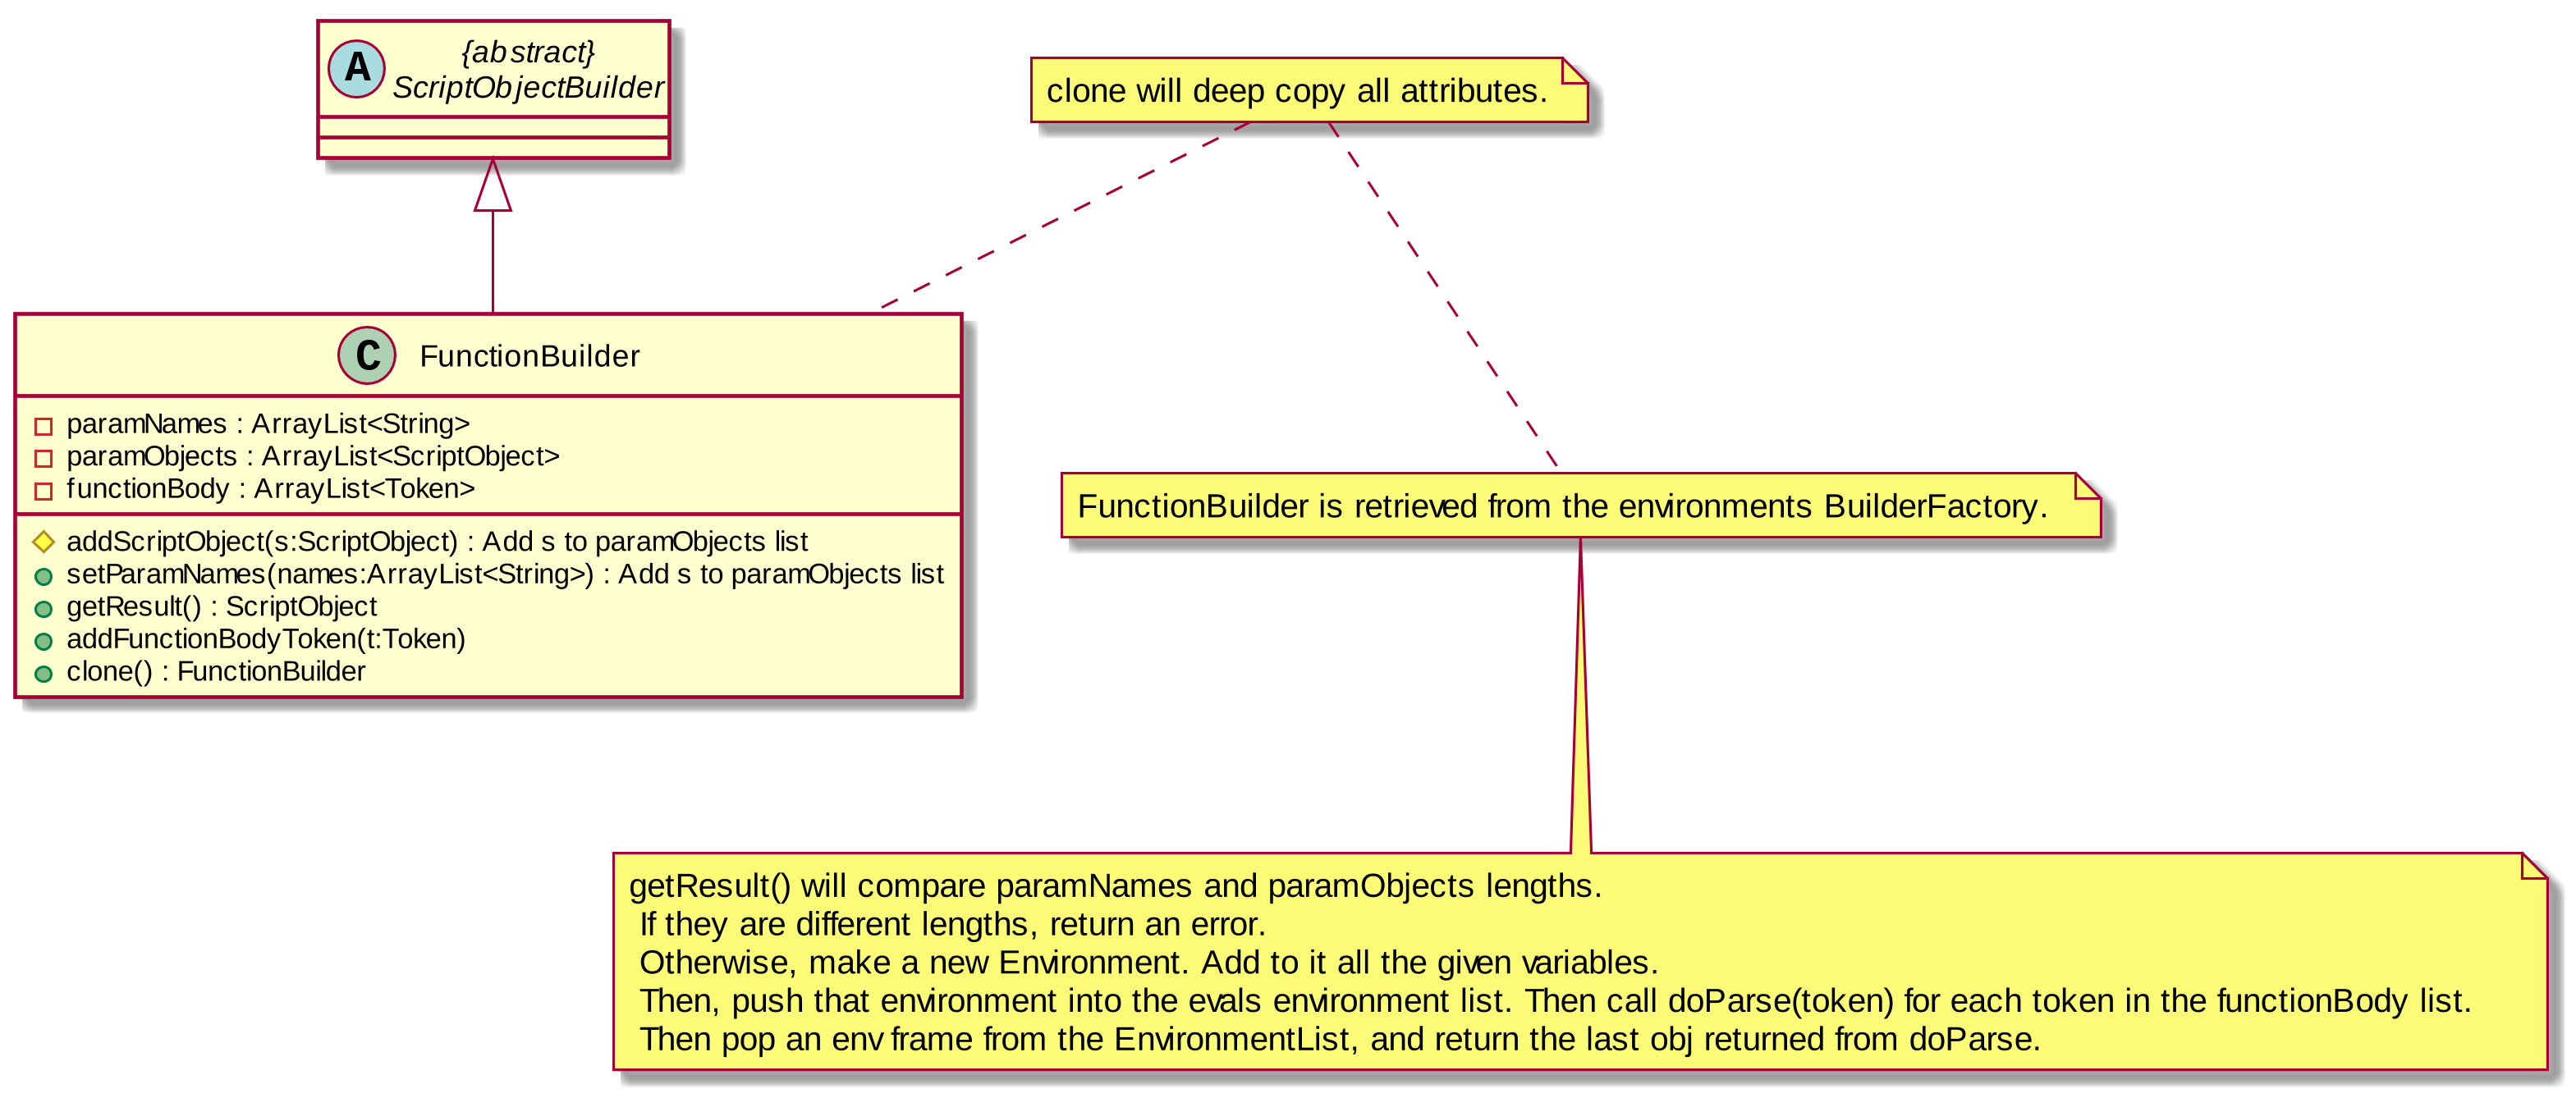 A
{abstract}
ScriptObjectBuilder
clone will deep copy all attributes.
C FunctionBuilder
paramNames : ArrayList<String>
paramObjects : ArrayList<ScriptObject>
functionBody : ArrayList<Token>
addScriptObject(s:ScriptObject) : Add s to paramObjects list
setParamNames(names:ArrayList<String>) : Add s to paramObjects list
getResult() : ScriptObject
addFunctionBodyToken(t:Token)
clone() : FunctionBuilder
FunctionBuilder is retrieved from the environments BuilderFactory.
getResult() will compare paramNames and paramObjects lengths.
If they are different lengths, return an error.
Otherwise, make a new Environment. Add to it all the given variables.
Then, push that environment into the evals environment list. Then call doParse(token) for each token in the functionBody list.
Then pop an env frame from the EnvironmentList, and return the last obj returned from doParse.